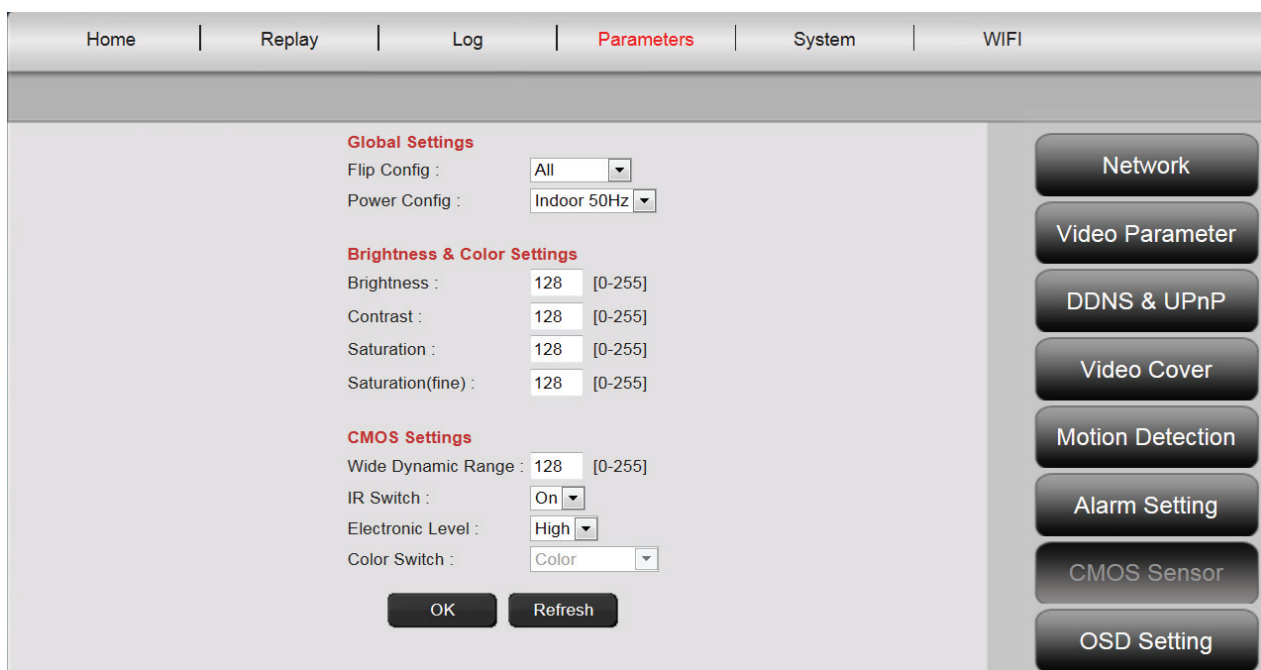 Home | Replay | Log | Parameters | System | WIFI
Global Settings
Flip Config : All
Power Config : Indoor 50Hz
Brightness & Color Settings
Brightness : 128 [0-255]
Contrast : 128 [0-255]
Saturation : 128 [0-255]
Saturation(fine) : 128 [0-255]
CMOS Settings
Wide Dynamic Range : 128 [0-255]
IR Switch : On
Electronic Level : High
Color Switch : Color
OK Refresh
Network
Video Parameter
DDNS & UPnP
Video Cover
Motion Detection
Alarm Setting
CMOS Sensor
OSD Setting